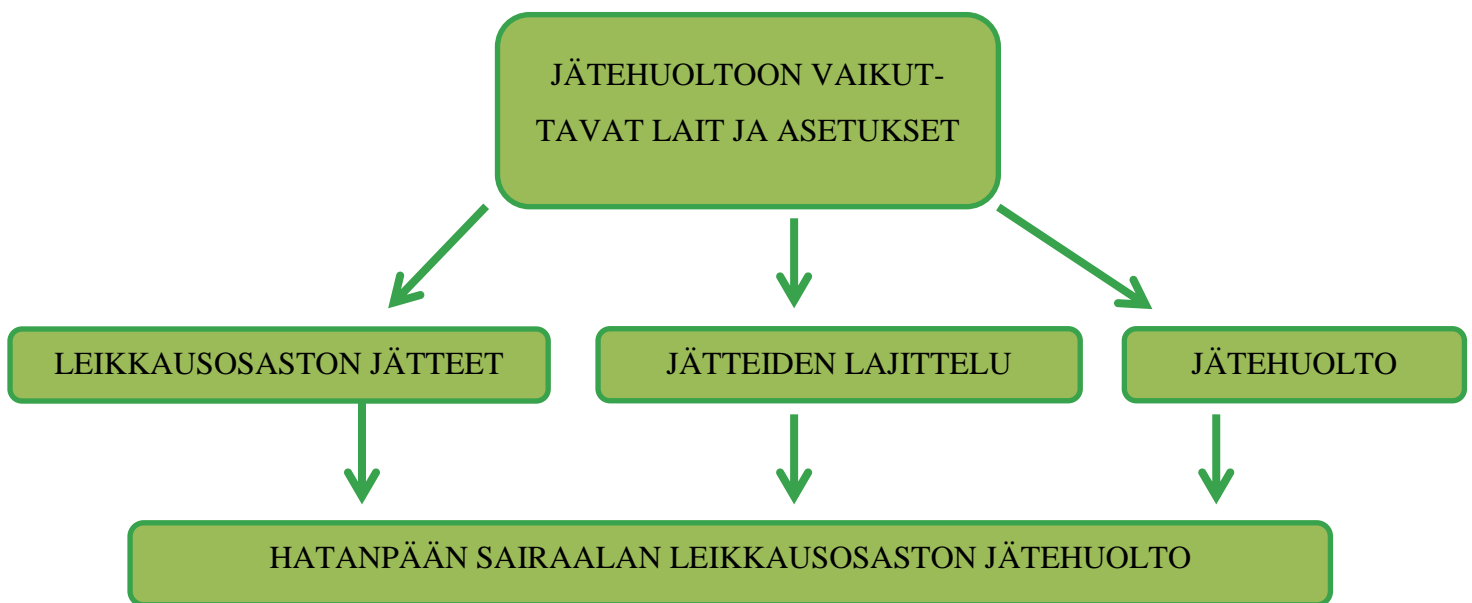 JÄTEHUOLTOON VAIKUT-
TAVAT LAIT JA ASETUKSET
LEIKKAUSOSASTON JÄTTEET
JÄTTEIDEN LAJITTELU
JÄTEHUOLTO
HATANPÄÄN SAIRAALAN LEIKKAUSOSASTON JÄTEHUOLTO